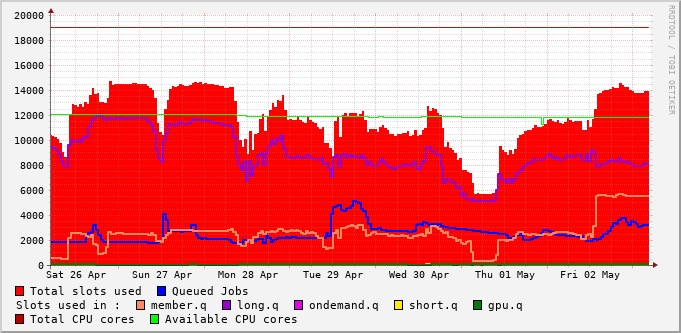 20000
18000
16000
14000
12000
10000
8000
6000
4000
2000
0
Sat 26 Apr Sun 27 Apr Mon 28 Apr Tue 29 Apr Wed 30 Apr Thu 01 May Fri 02 May
Total slots used Queued Jobs
Slots used in : member.q long.q ondemand.q short.q gpu.q
Total CPU cores Available CPU cores
RRDTOOL / TOBI OETIKER